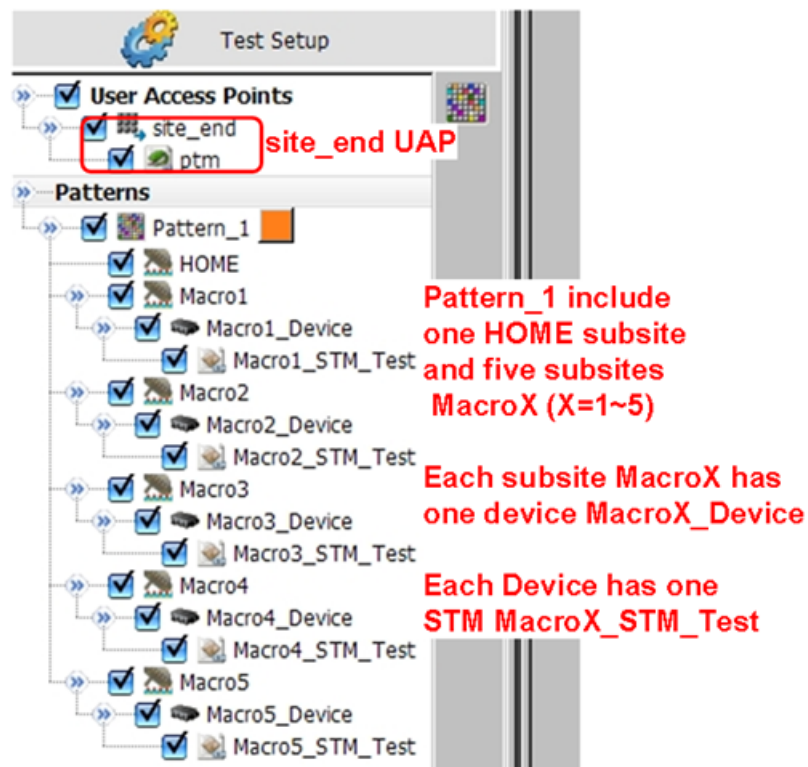 Test Setup
User Access Points
site_end
site_end UAP
ptm
Patterns
Pattern_1
HOME
Macro1
Macro1_Device
Macro1_STM_Test
Macro2
Macro2_Device
Macro2_STM_Test
Macro3
Macro3_Device
Macro3_STM_Test
Macro4
Macro4_Device
Macro4_STM_Test
Macro5
Macro5_Device
Macro5_STM_Test
Pattern_1 include
one HOME subsite
and five subsites
MacroX (X=1~5)
Each subsite MacroX has
one device MacroX_Device
Each Device has one
STM MacroX_STM_Test